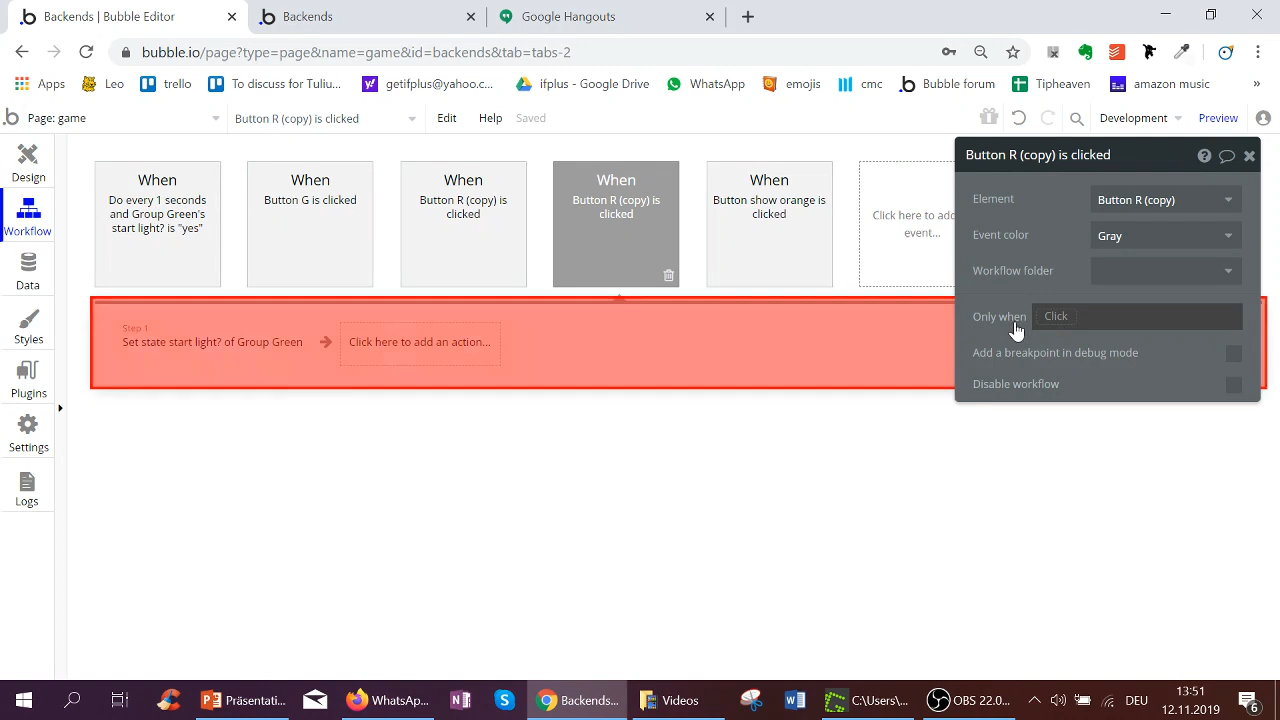 Backends | Bubble Editor
Backends
Google Hangouts
bubble.io/page?type=page&name=game&id=backends&tab=tabs-2
Apps
Leo
trello
To discuss for Tuliu...
getifplus@yahoo.c...
ifplus - Google Drive
WhatsApp
emojis
cmc
Bubble forum
Tipheaven
amazon music
»
Page: game
Button R (copy) is clicked
Edit
Help
Saved
Development
Preview
Design
Workflow
Data
Styles
Plugins
Settings
Logs
When
Do every 1 seconds
and Group Green's
start light? is "yes"
When
Button G is clicked
When
Button R (copy) is
clicked
When
Button R (copy) is
clicked
When
Button show orange is
clicked
Click here to add
event...
Step 1
Set state start light? of Group Green
Click here to add an action...
Button R (copy) is clicked
Element
Button R (copy)
Event color
Gray
Workflow folder
Only when
Click
Add a breakpoint in debug mode
Disable workflow
Präsentati...
WhatsAp...
Backends...
Videos
C:\Users\...
OBS 22.0...
DEU
13:51
12.11.2019
6